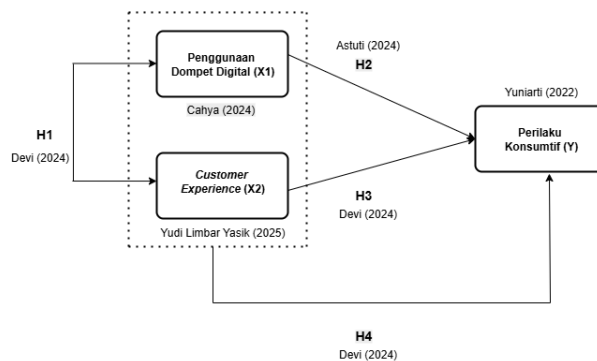 Astuti (2024)
H2
Penggunaan
Dompet Digital (X1)
Cahya (2024)
Yuniarti (2022)
Perilaku
Konsumtif (Y)
H1
Devi (2024)
Customer
Experience (X2)
Yudi Limbar Yasik (2025)
H3
Devi (2024)
H4
Devi (2024)